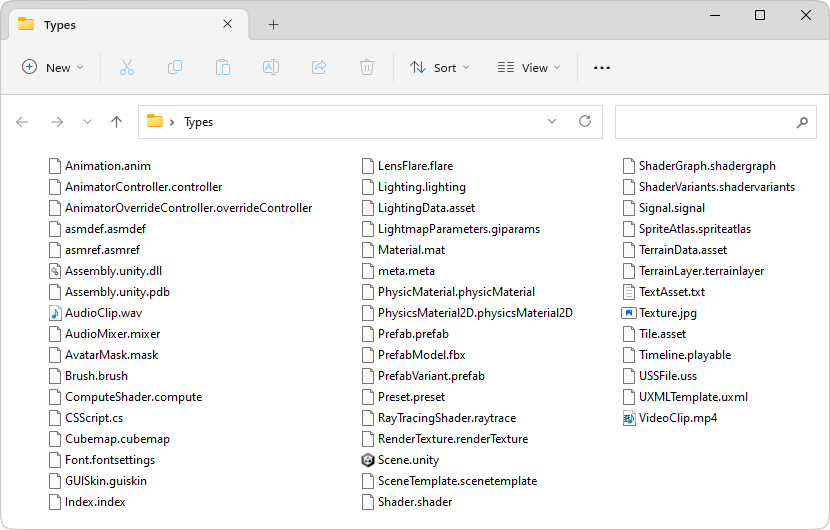 Types
New
Sort
View
Types
Animation.anim
AnimatorController.controller
AnimatorOverrideController.overrideController
asmdef.asmdef
asmref.asmref
Assembly.unity.dll
Assembly.unity.pdb
AudioClip.wav
AudioMixer.mixer
AvatarMask.mask
Brush.brush
ComputeShader.compute
CSScript.cs
Cubemap.cubemap
Font.fontsettings
GUISkin.guiskin
Index.index
LensFlare.flare
Lighting.lighting
LightingData.asset
LightmapParameters.giparams
Material.mat
meta.meta
PhysicMaterial.physicMaterial
PhysicsMaterial2D.physicsMaterial2D
Prefab.prefab
PrefabModel.fbx
PrefabVariant.prefab
Preset.preset
RayTracingShader.raytrace
RenderTexture.renderTexture
Scene.unity
SceneTemplate.scenetemplate
Shader.shader
ShaderGraph.shadergraph
ShaderVariants.shadervariants
Signal.signal
SpriteAtlas.spriteatlas
TerrainData.asset
TerrainLayer.terrainlayer
TextAsset.txt
Texture.jpg
Tile.asset
Timeline.playable
USSFile.uss
UXMLTemplate.uxml
VideoClip.mp4